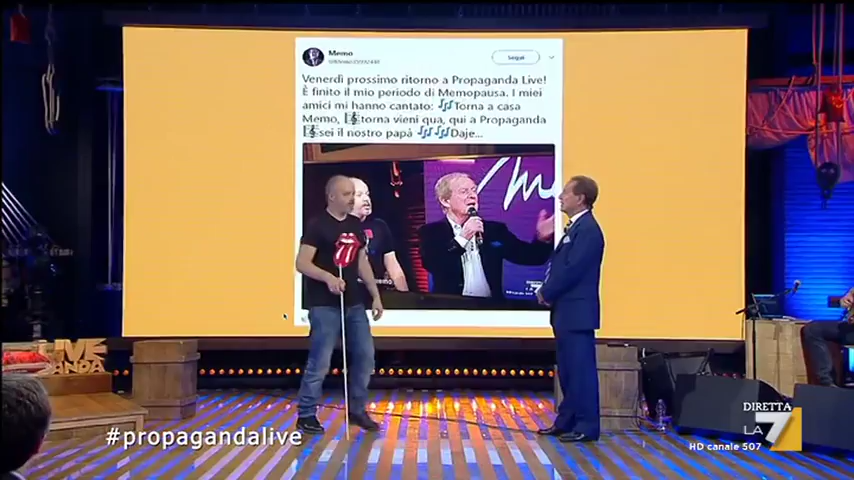 Memo
Segui
Venerdì prossimo ritorno a Propaganda Live!
È finito il mio periodo di Memopausa. I miei
amici mi hanno cantato: 🎶Torna a casa
Memo, 🎼torna vieni qua, qui a Propaganda
🎼sei il nostro papà 🎶🎶Daje...
Me
LIVE
#propagandalive
DIRETTA
LA 7
HD canale 507